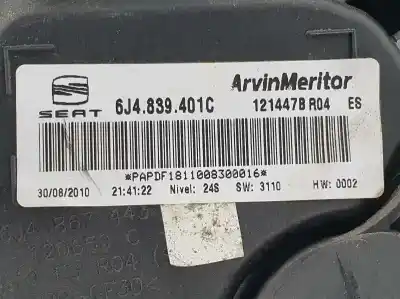 SEAT
6J4.839.401C
ArvinMeritor
121447B R04 ES
*PAPDF1811008300016*
30/08/2010 21:41:22 Nivel: 24S SW: 3110 HW: 0002
R04